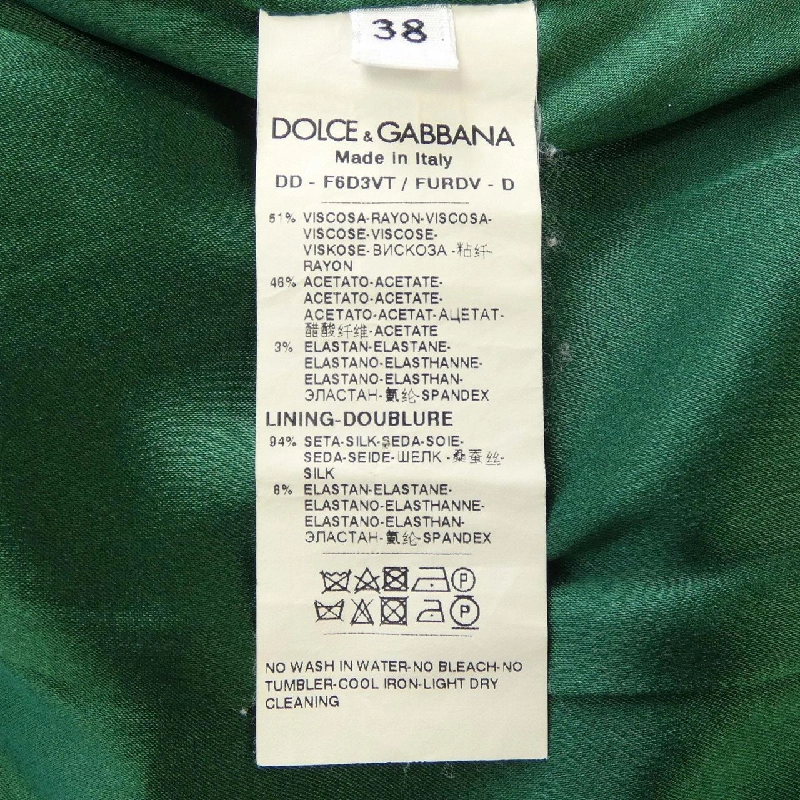 38
DOLCE & GABBANA
Made in Italy
DD - F6D3VT / FURDV - D
51% VISCOSA-RAYON-VISCOSA-
VISCOSE-VISCOSE-
VISKOSE-ВИСКОЗА-粘纤-
RAYON
46% ACETATO-ACETATE-
ACETATO-ACETATE-
ACETATO-ACETAT-АЦЕТАТ-
醋酸纤维-ACETATE
3% ELASTAN-ELASTANE-
ELASTANO-ELASTHANNE-
ELASTANO-ELASTHAN-
ЭЛАСТАН-氨纶-SPANDEX
LINING-DOUBLURE
94% SETA-SILK-SEDA-SOIE-
SEDA-SEIDE-ШЕЛК-桑蚕丝-
SILK
6% ELASTAN-ELASTANE-
ELASTANO-ELASTHANNE-
ELASTANO-ELASTHAN-
ЭЛАСТАН-氨纶-SPANDEX
P
P
NO WASH IN WATER-NO BLEACH-NO
TUMBLER-COOL IRON-LIGHT DRY
CLEANING